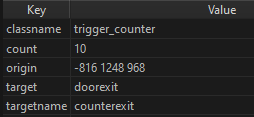 Key Value
classname trigger_counter
count 10
origin -816 1248 968
target doorexit
targetname counterexit